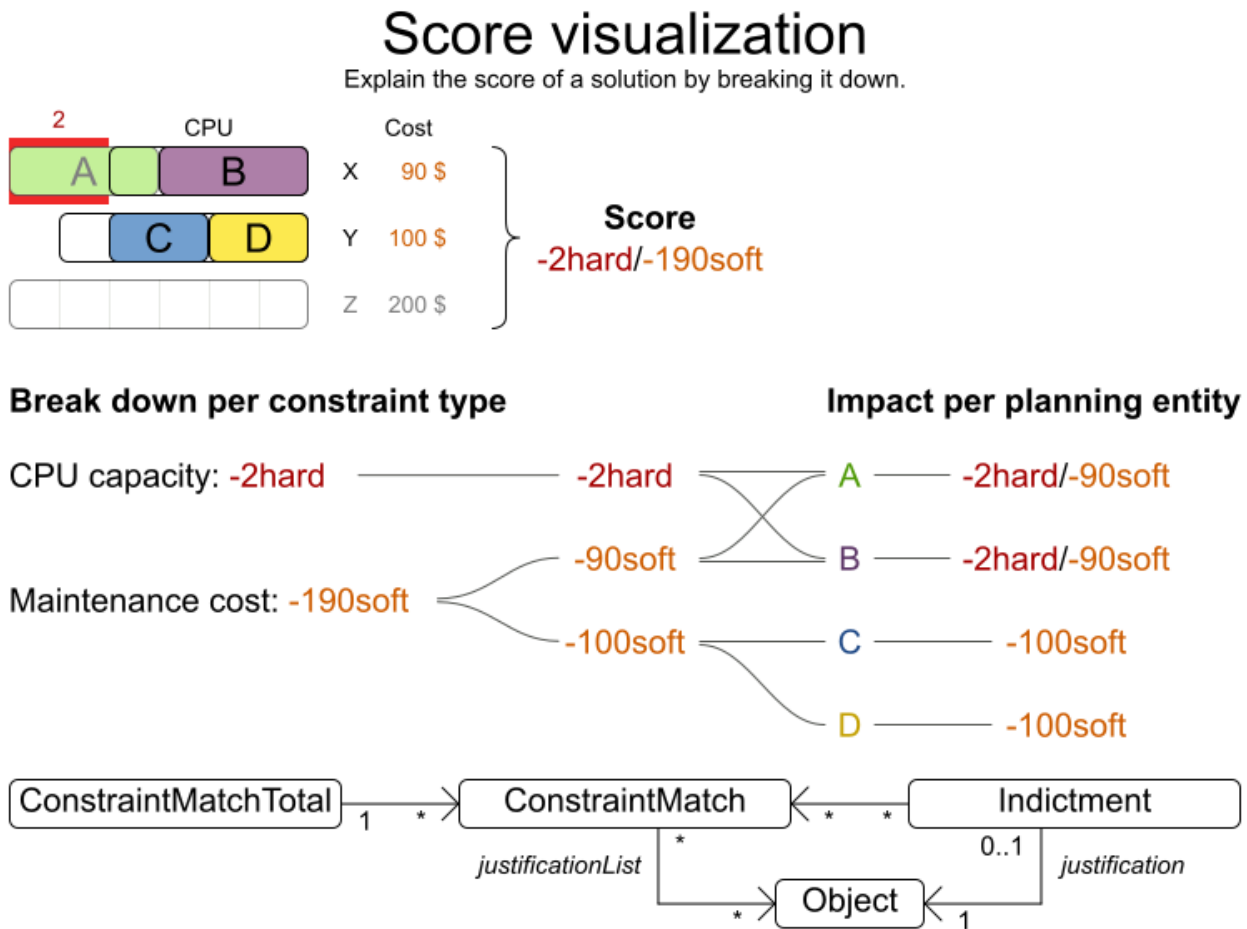 Score visualization
Explain the score of a solution by breaking it down.
2 CPU Cost
A B X 90 $
C D Y 100 $
Z 200 $
Score
-2hard/-190soft
Break down per constraint type Impact per planning entity
CPU capacity: -2hard -2hard A -2hard/-90soft
-90soft B -2hard/-90soft
Maintenance cost: -190soft
-100soft C -100soft
D -100soft
ConstraintMatchTotal ConstraintMatch Indictment
1 * * *
justificationList * 0..1 justification
Object
* 1